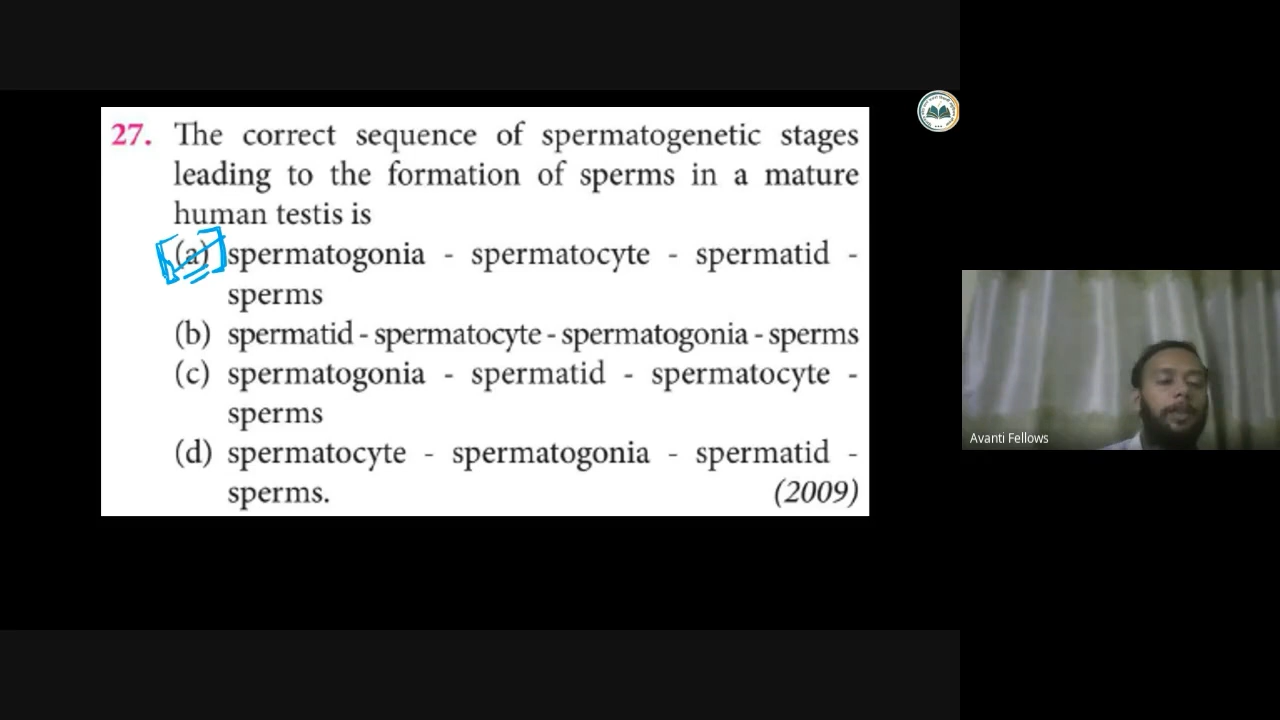 27. The correct sequence of spermatogenetic stages
leading to the formation of sperms in a mature
human testis is
(a) spermatogonia - spermatocyte - spermatid -
sperms
(b) spermatid - spermatocyte - spermatogonia - sperms
(c) spermatogonia - spermatid - spermatocyte -
sperms
(d) spermatocyte - spermatogonia - spermatid -
sperms. (2009)
Avanti Fellows